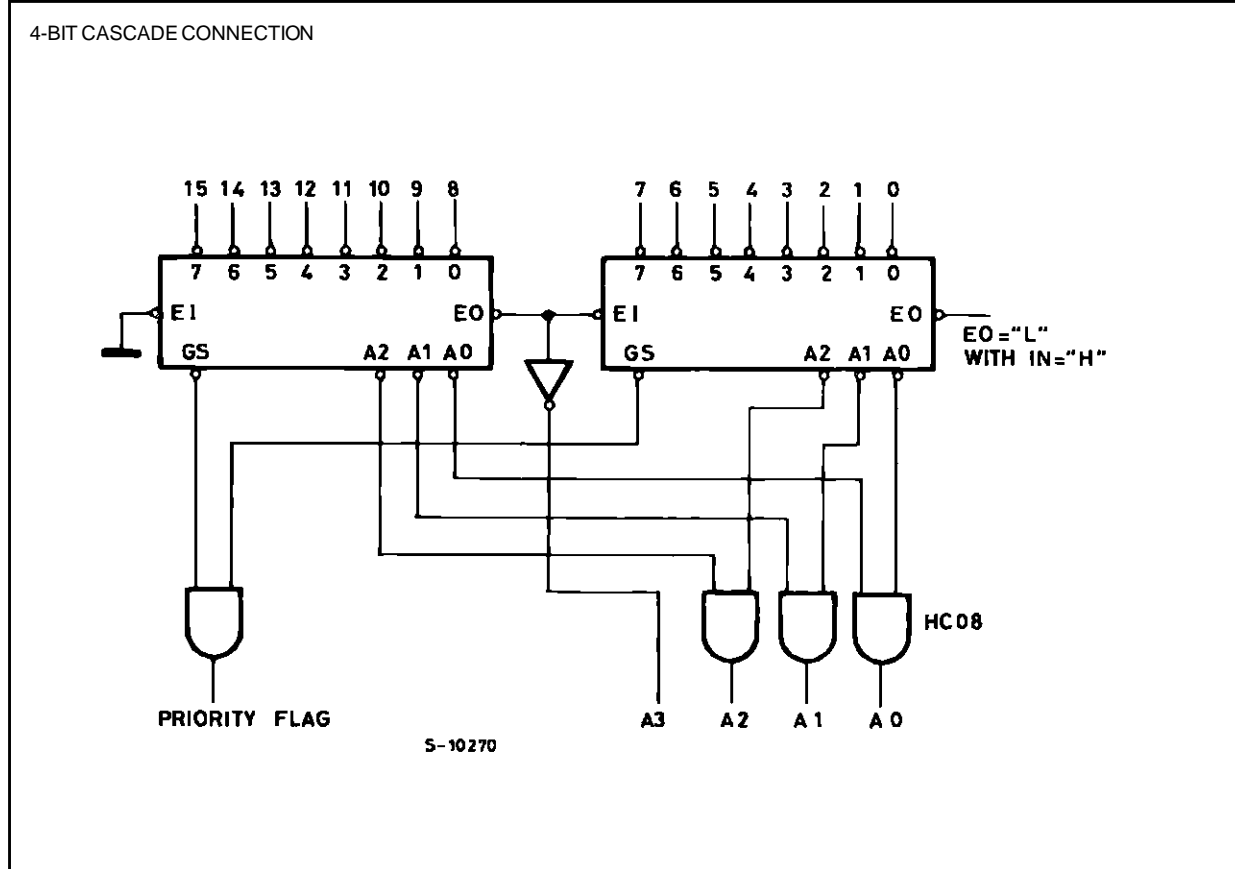 4-BIT CASCADE CONNECTION
15 14 13 12 11 10 9 8 7 6 5 4 3 2 1 0
7 6 5 4 3 2 1 0 7 6 5 4 3 2 1 0
EI EO EI EO
EO="L"
GS A2 A1 A0 GS A2 A1 A0
WITH IN="H"
HC08
PRIORITY FLAG A3 A2 A1 A0
S-10270